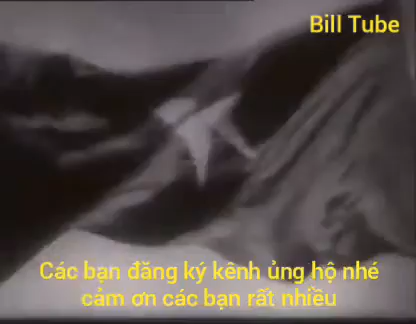 Bill Tube
Các bạn đăng ký kênh ủng hộ nhé
cảm ơn các bạn rất nhiều